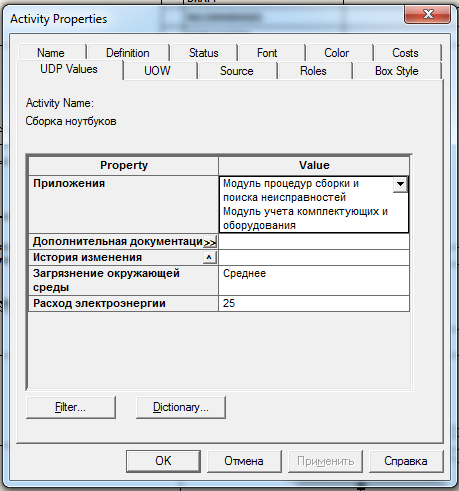 Activity Properties
Name Definition Status Font Color Costs
UDP Values UOW Source Roles Box Style
Activity Name:
Сборка ноутбуков
Property Value
Приложения Модуль процедур сборки и
поиска неисправностей
Модуль учета комплектующих и
оборудования
Дополнительная документаци >>
История изменения ^
Загрязнение окружающей Среднее
среды
Расход электроэнергии 25
Filter... Dictionary...
OK Отмена Применить Справка